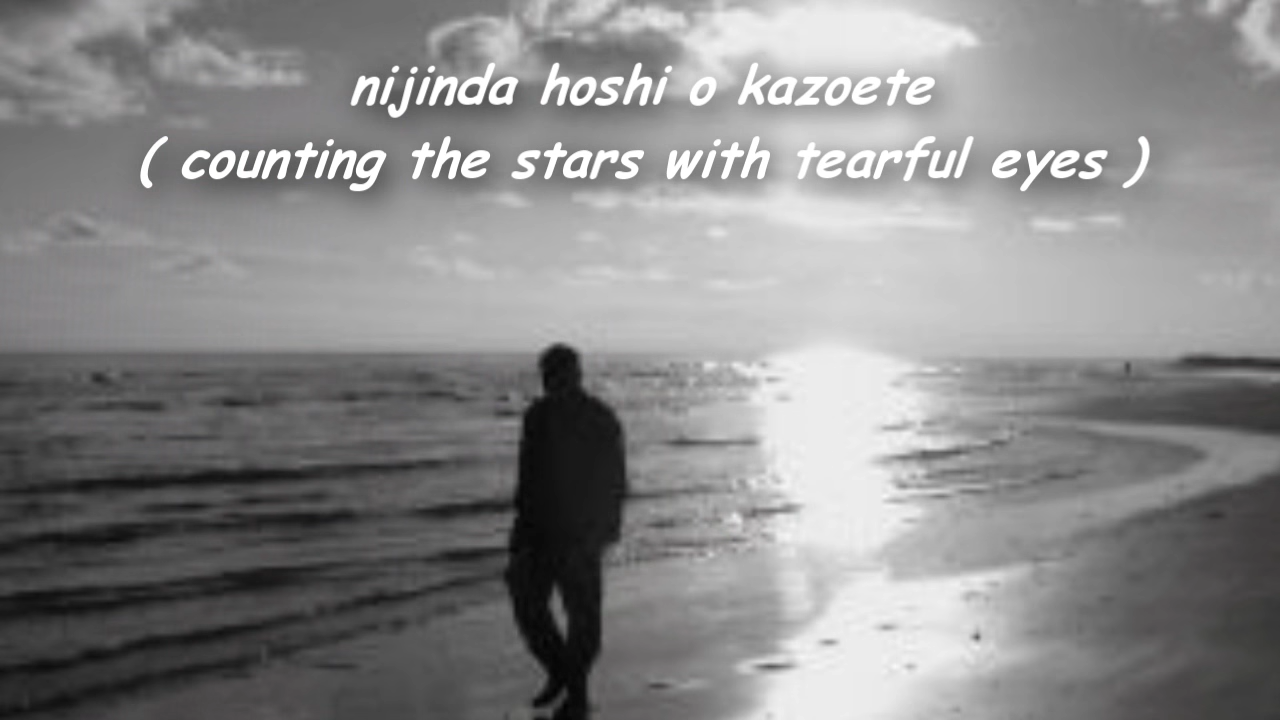 nijinda hoshi o kazoete
( counting the stars with tearful eyes )